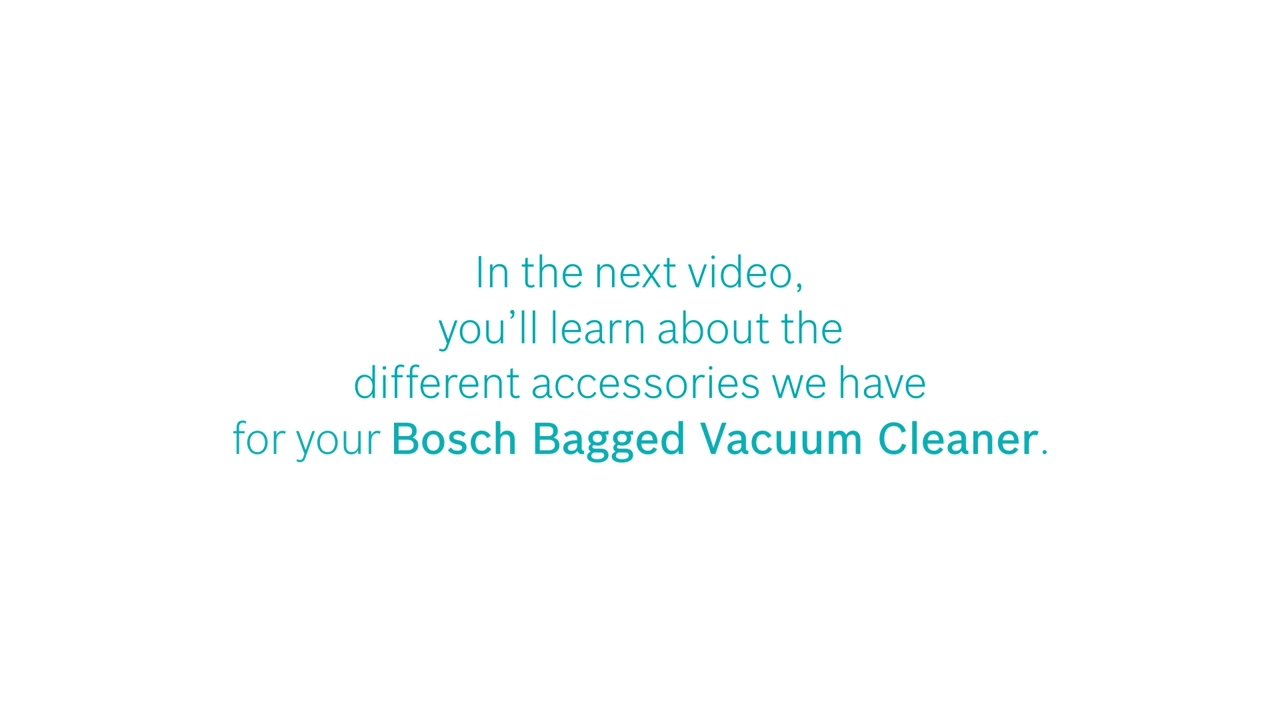 In the next video,
you’ll learn about the
different accessories we have
for your Bosch Bagged Vacuum Cleaner.